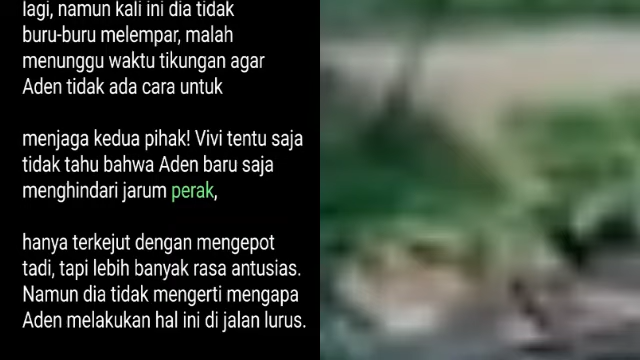 lagi, namun kali ini dia tidak
buru-buru melempar, malah
menunggu waktu tikungan agar
Aden tidak ada cara untuk
menjaga kedua pihak! Vivi tentu saja
tidak tahu bahwa Aden baru saja
menghindari jarum perak,
hanya terkejut dengan mengepot
tadi, tapi lebih banyak rasa antusias.
Namun dia tidak mengerti mengapa
Aden melakukan hal ini di jalan lurus.